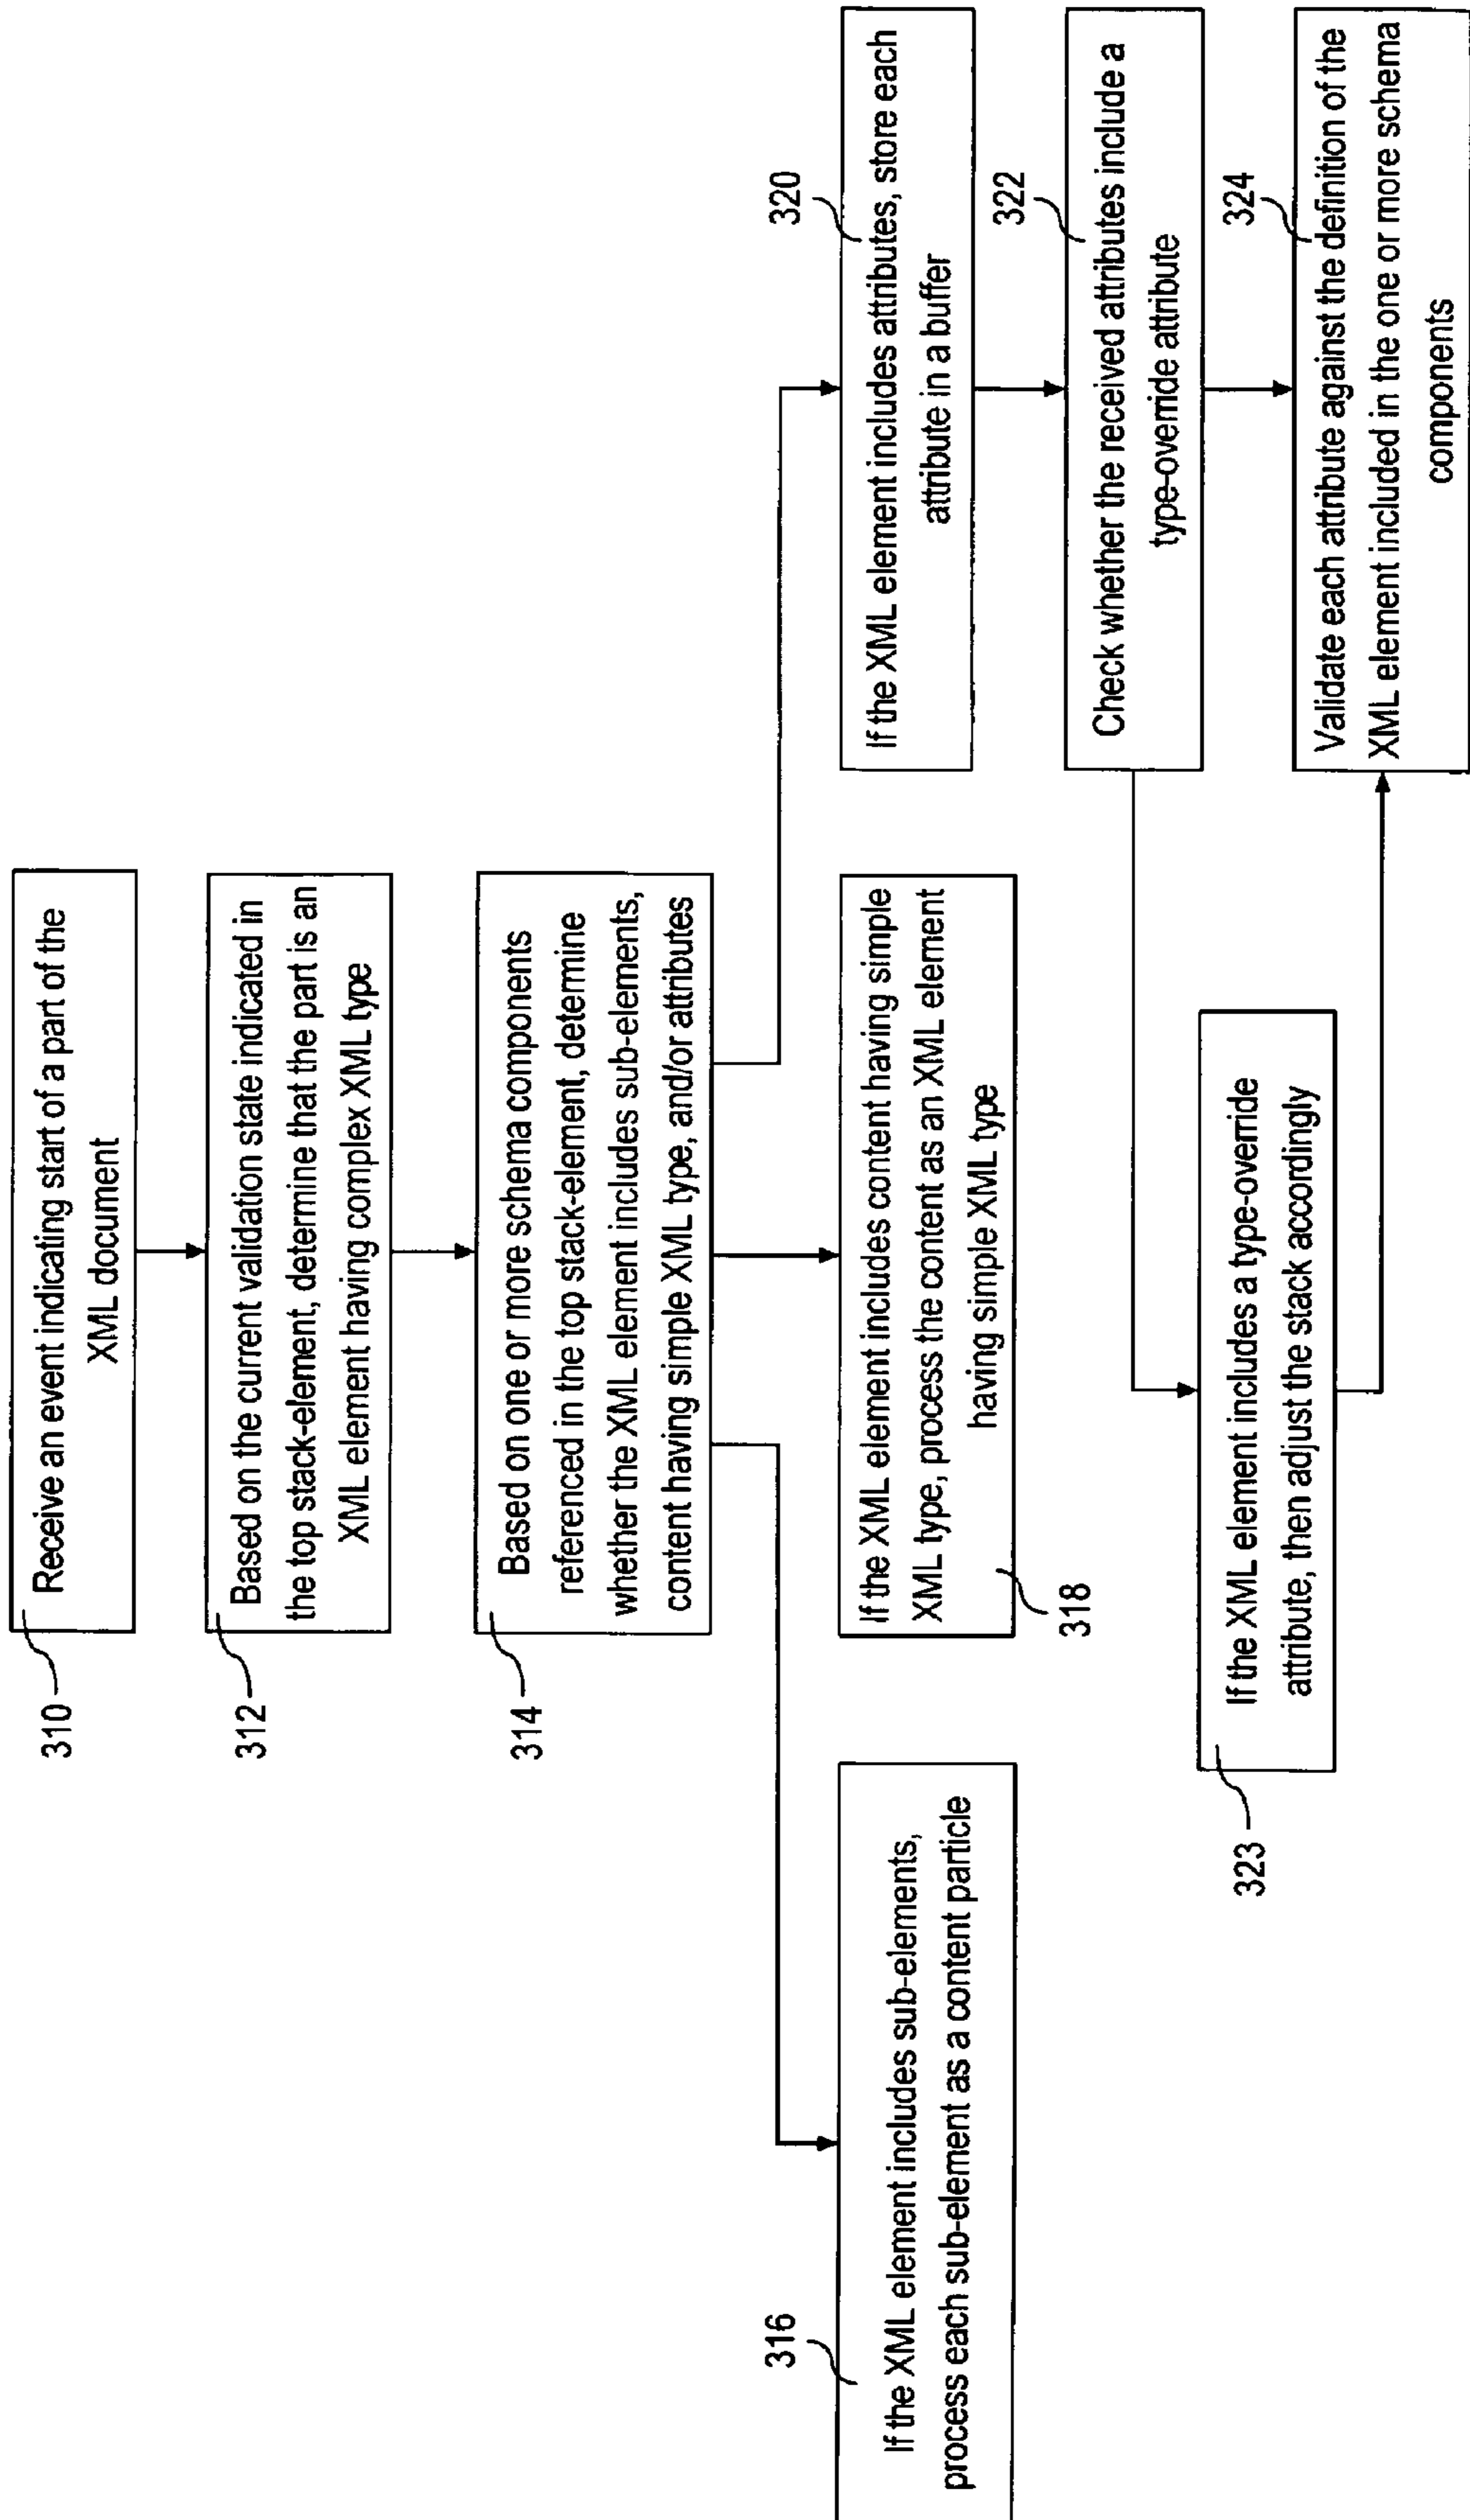 310
Receive an event indicating start of a part of the
XML document
312
Based on the current validation state indicated in
the top stack-element, determine that the part is an
XML element having complex XML type
314
Based on one or more schema components
referenced in the top stack-element, determine
whether the XML element includes sub-elements,
content having simple XML type, and/or attributes
316
If the XML element includes sub-elements,
process each sub-element as a content particle
If the XML element includes content having simple
XML type, process the content as an XML element
having simple XML type
318
320
If the XML element includes attributes, store each
attribute in a buffer
322
Check whether the received attributes include a
type-override attribute
323
If the XML element includes a type-override
attribute, then adjust the stack accordingly
324
Validate each attribute against the definition of the
XML element included in the one or more schema
components